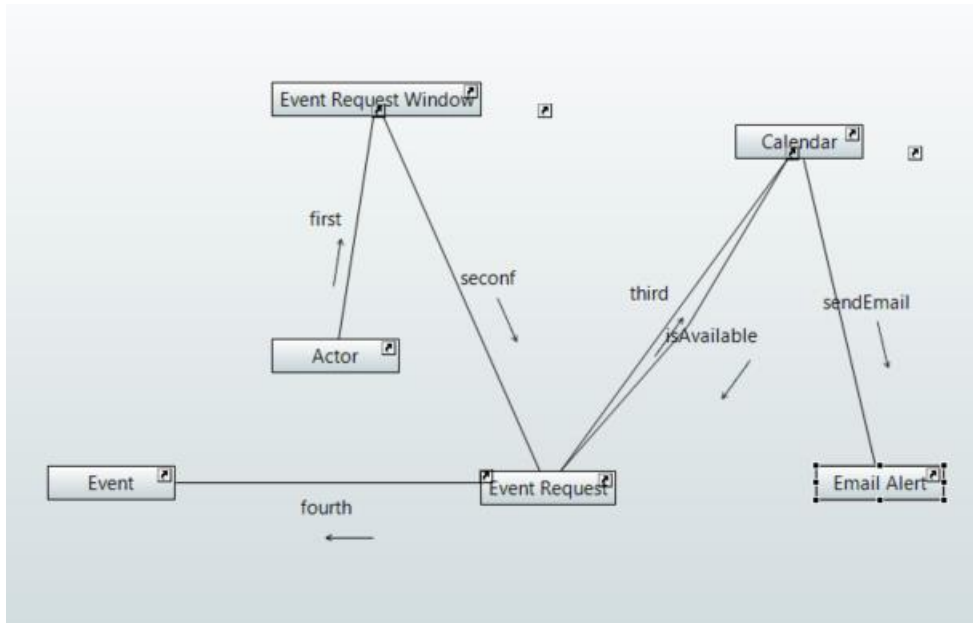 Event Request Window
Calendar
first
seconf
third
sendEmail
isAvailable
Actor
Event
Event Request
Email Alert
fourth